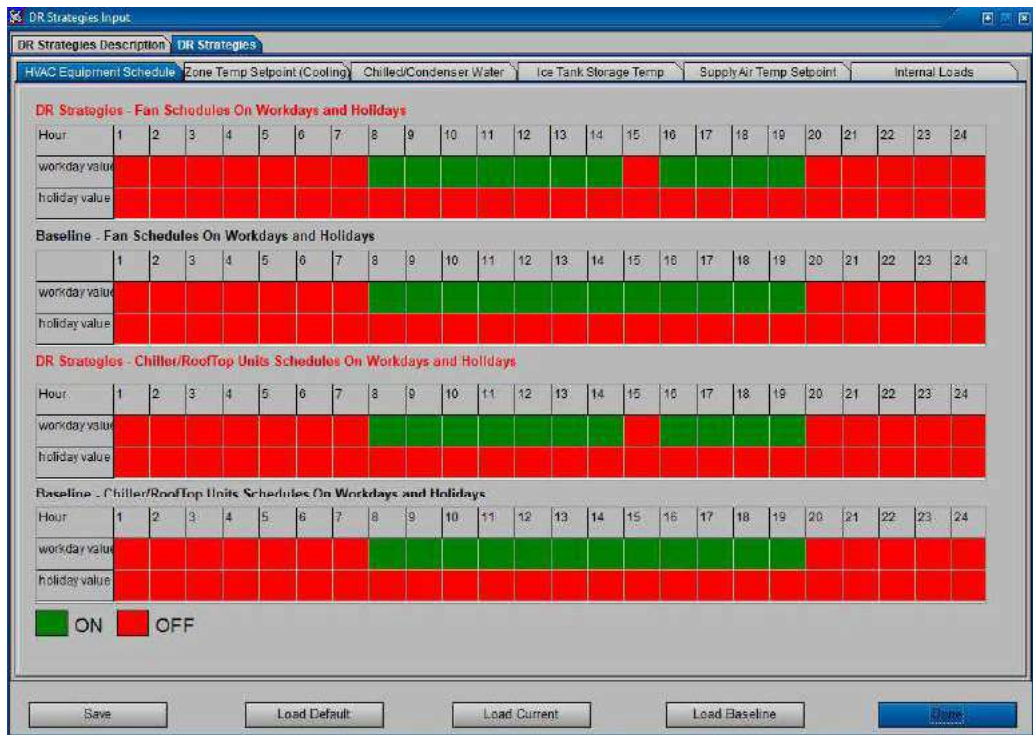 DR Strategies Input
DR Strategies Description DR Strategies
HVAC Equipment Schedule Zone Temp Setpoint (Cooling) Chilled/Condenser Water Ice Tank Storage Temp Supply Air Temp Setpoint Internal Loads
DR Strategies - Fan Schedules On Workdays and Holidays
Hour 1 2 3 4 5 6 7 8 9 10 11 12 13 14 15 16 17 18 19 20 21 22 23 24
workday value
holiday value
Baseline - Fan Schedules On Workdays and Holidays
1 2 3 4 5 6 7 8 9 10 11 12 13 14 15 16 17 18 19 20 21 22 23 24
workday value
holiday value
DR Strategies - Chiller/RoofTop Units Schedules On Workdays and Holidays
Hour 1 2 3 4 5 6 7 8 9 10 11 12 13 14 15 16 17 18 19 20 21 22 23 24
workday value
holiday value
Baseline - Chiller/RoofTop Units Schedules On Workdays and Holidays
Hour 1 2 3 4 5 6 7 8 9 10 11 12 13 14 15 16 17 18 19 20 21 22 23 24
workday value
holiday value
ON OFF
Save Load Default Load Current Load Baseline Done